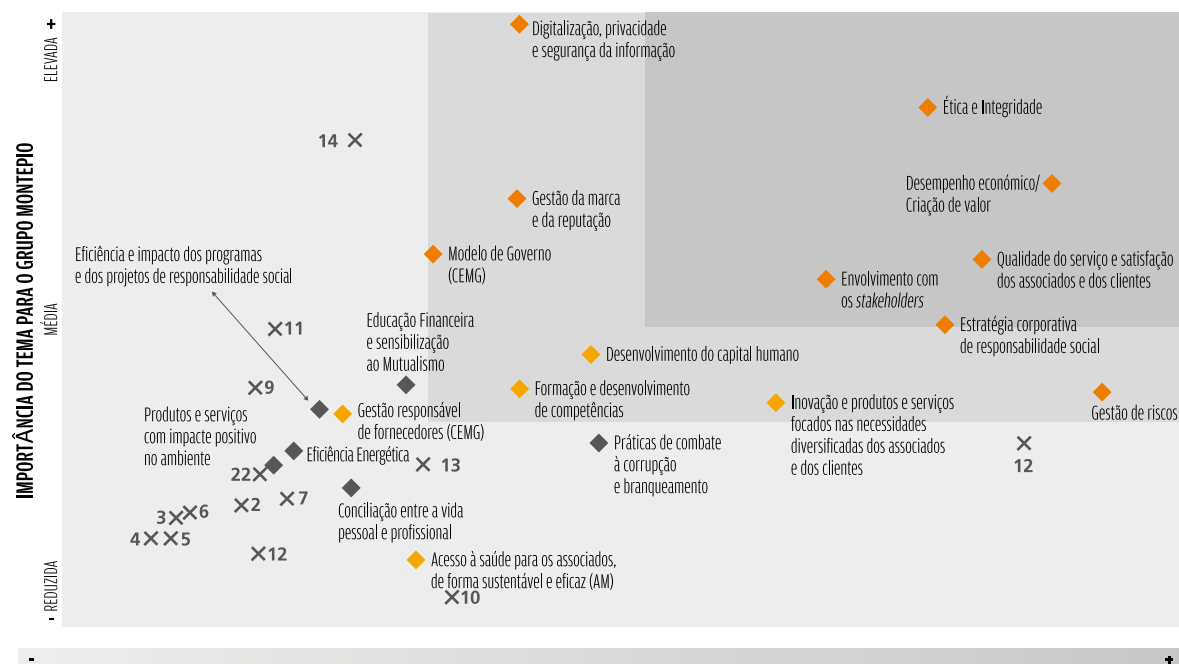 +
ELEVADA
MÉDIA
- REDUZIDA
IMPORTÂNCIA DO TEMA PARA O GRUPO MONTEPIO
Digitalização, privacidade
e segurança da informação
Ética e Integridade
14
Desempenho económico/
Criação de valor
Gestão da marca
e da reputação
Eficiência e impacto dos programas
e dos projetos de responsabilidade social
Modelo de Governo
(CEMG)
Qualidade do serviço e satisfação
dos associados e dos clientes
Envolvimento com
os stakeholders
11
Educação Financeira
e sensibilização
ao Mutualismo
Estratégia corporativa
de responsabilidade social
Desenvolvimento do capital humano
9
Formação e desenvolvimento
de competências
Gestão de riscos
Inovação e produtos e serviços
focados nas necessidades
diversificadas dos associados
e dos clientes
Produtos e serviços
com impacte positivo
no ambiente
Gestão responsável
de fornecedores (CEMG)
Práticas de combate
à corrupção
e branqueamento
Eficiência Energética
13
12
22
7
2
6
3
Conciliação entre a vida
pessoal e profissional
4
5
12
Acesso à saúde para os associados,
de forma sustentável e eficaz (AM)
10
- +